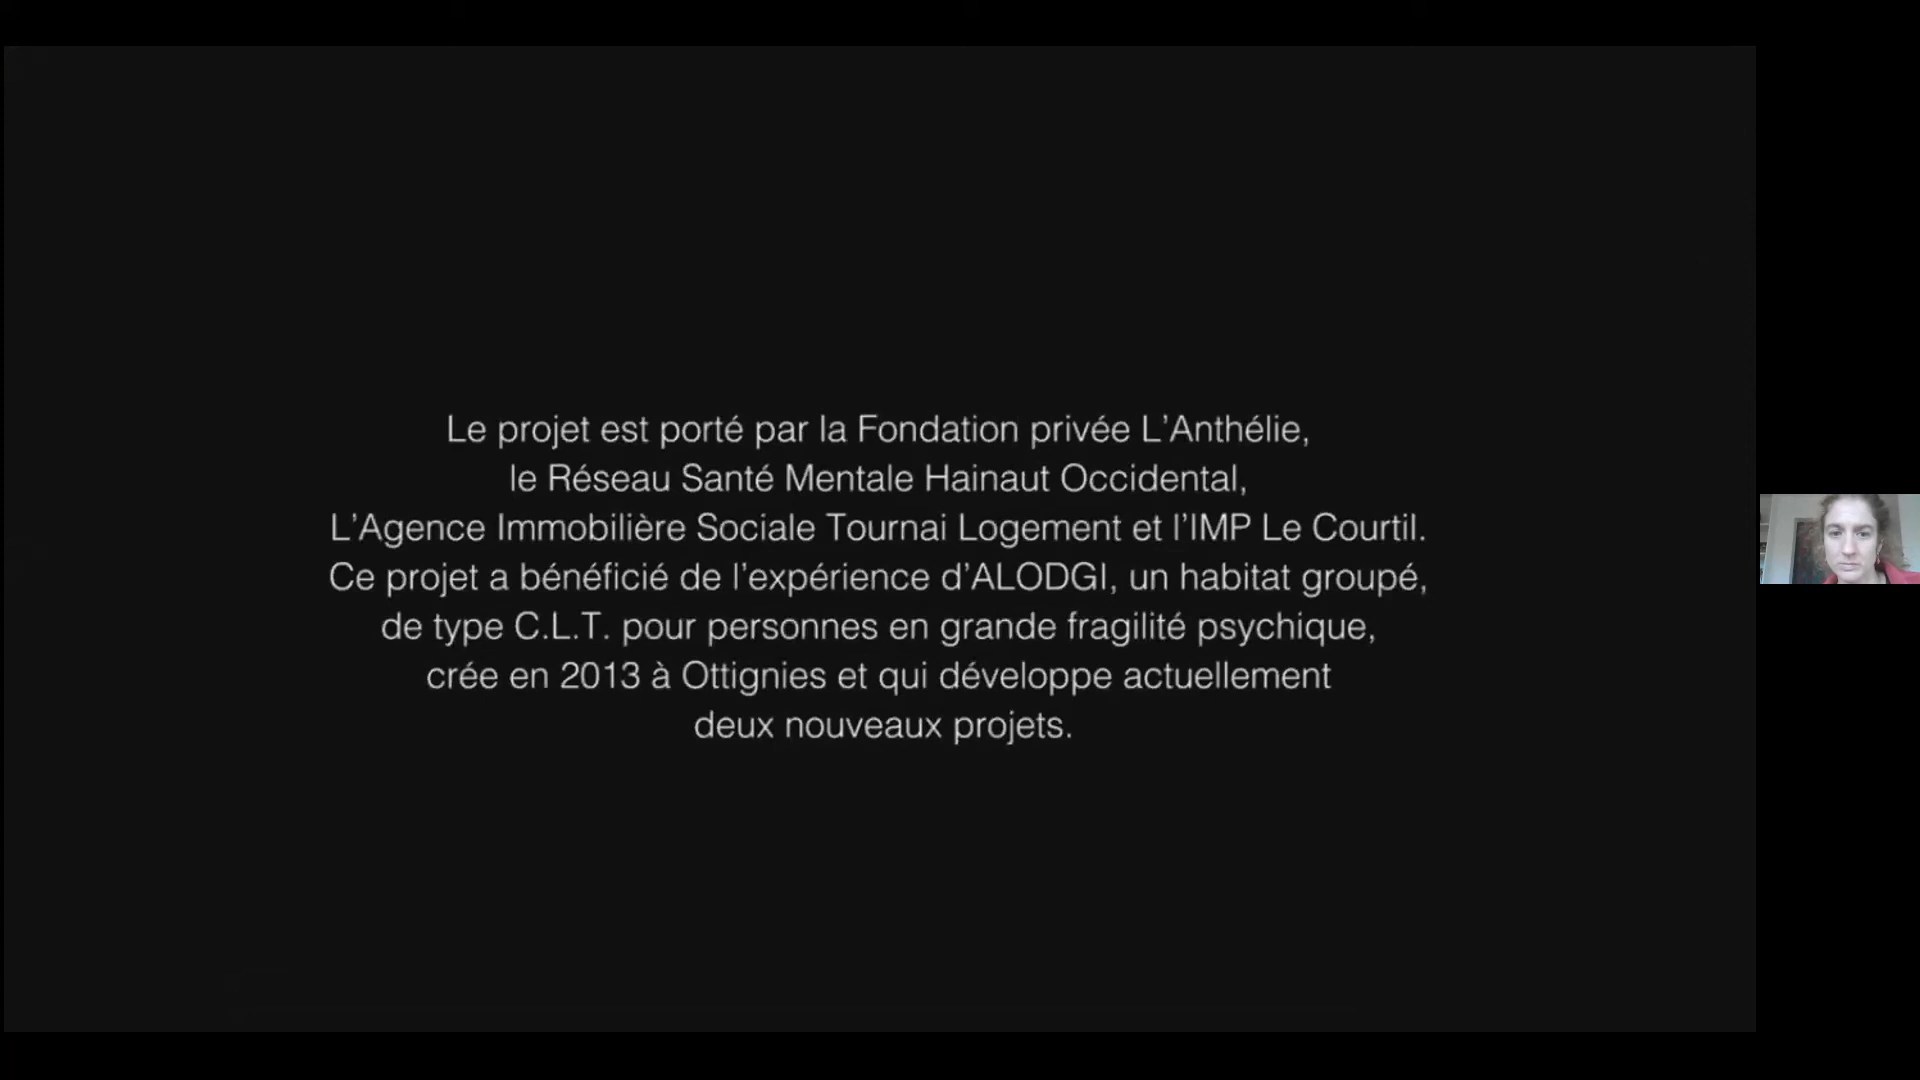 Le projet est porté par la Fondation privée L'Anthélie,
le Réseau Santé Mentale Hainaut Occidental,
L'Agence Immobilière Sociale Tournai Logement et l'IMP Le Courtil.
Ce projet a bénéficié de l'expérience d'ALODGI, un habitat groupé,
de type C.L.T. pour personnes en grande fragilité psychique,
crée en 2013 à Ottignies et qui développe actuellement
deux nouveaux projets.